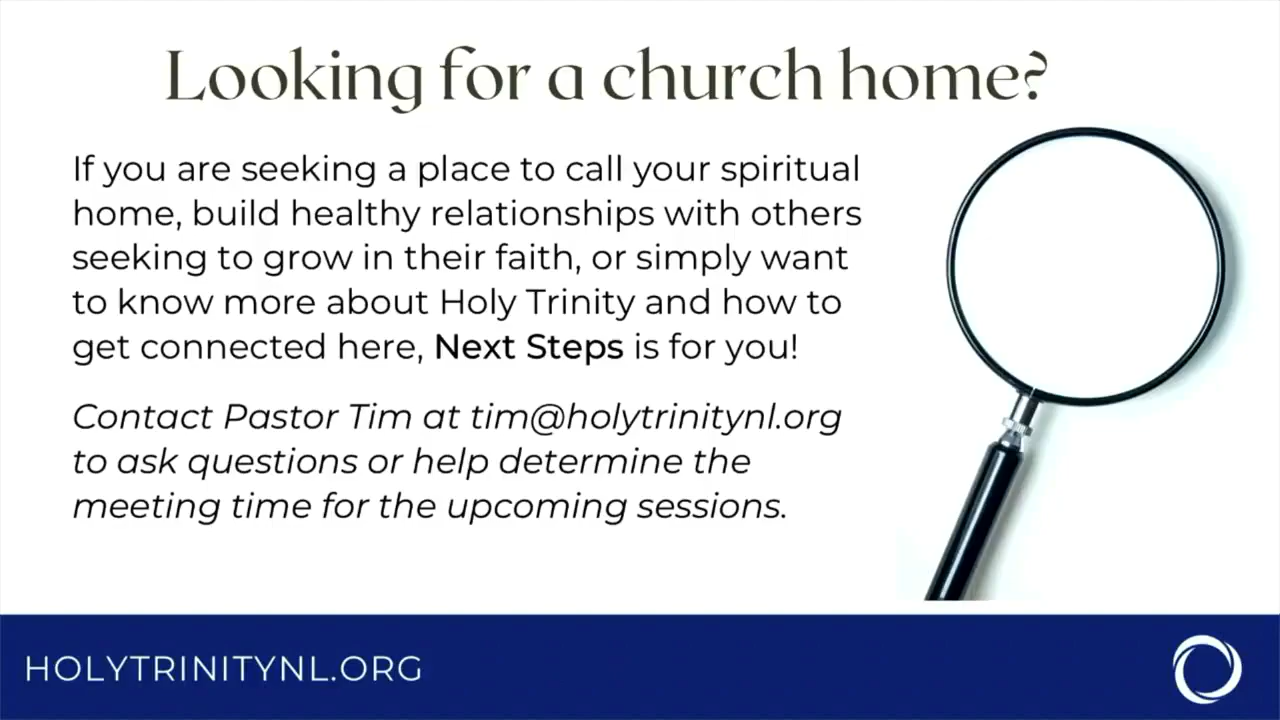 Looking for a church home?
If you are seeking a place to call your spiritual
home, build healthy relationships with others
seeking to grow in their faith, or simply want
to know more about Holy Trinity and how to
get connected here, Next Steps is for you!
Contact Pastor Tim at tim@holytrinitynl.org
to ask questions or help determine the
meeting time for the upcoming sessions.
HOLYTRINITYNL.ORG